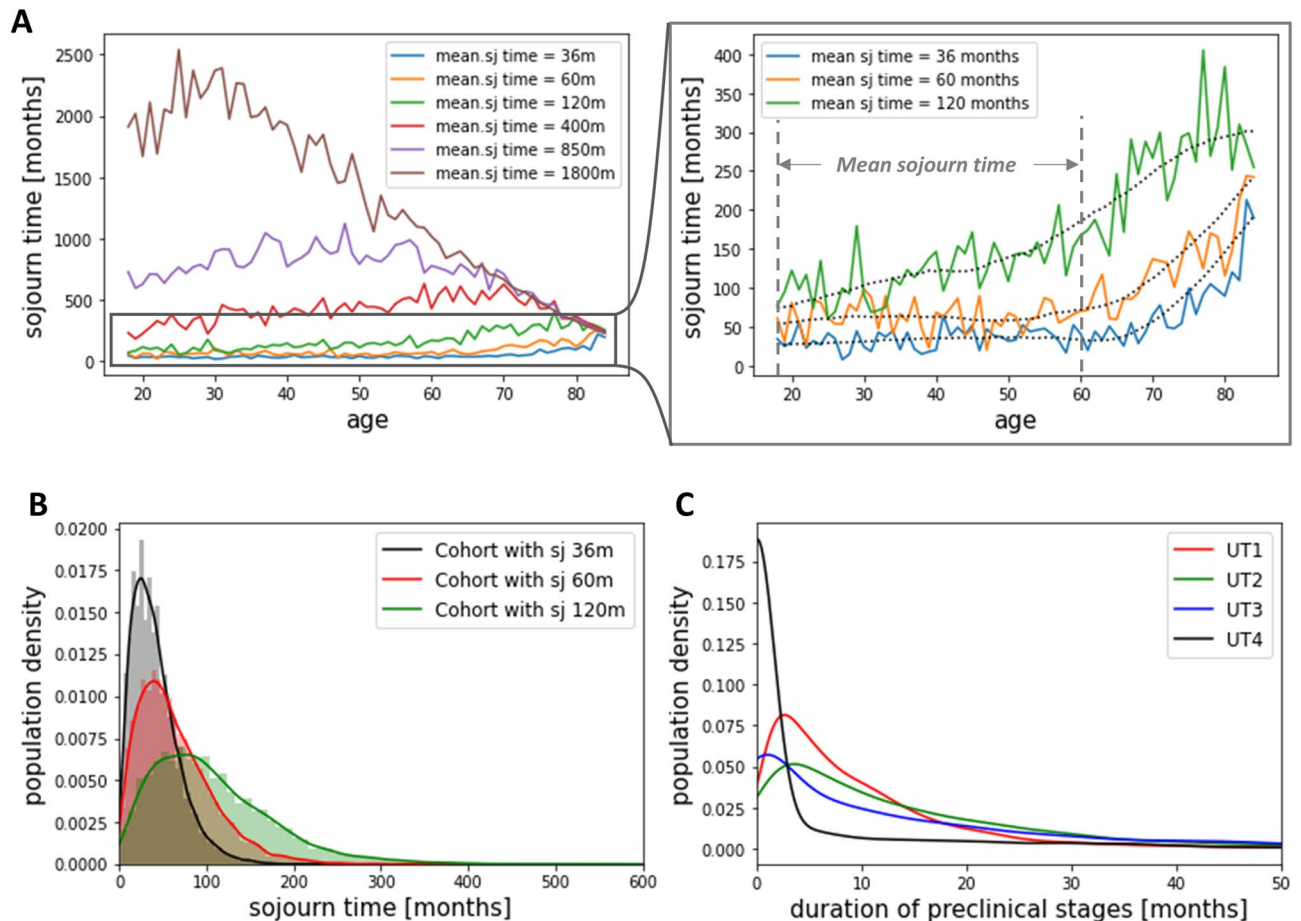 A
sojourn time [months]
2500
2000
1500
1000
500
0
20
30
40
50
60
70
80
age
mean.sj time = 36m
mean.sj time = 60m
mean.sj time = 120m
mean.sj time = 400m
mean.sj time = 850m
mean.sj time = 1800m
sojourn time [months]
400
350
300
250
200
150
100
50
0
20
30
40
50
60
70
80
age
mean sj time = 36 months
mean sj time = 60 months
mean sj time = 120 months
Mean sojourn time
B
population density
0.0200
0.0175
0.0150
0.0125
0.0100
0.0075
0.0050
0.0025
0.0000
0
100
200
300
400
500
600
sojourn time [months]
Cohort with sj 36m
Cohort with sj 60m
Cohort with sj 120m
C
population density
0.175
0.150
0.125
0.100
0.075
0.050
0.025
0.000
0
10
20
30
40
50
duration of preclinical stages [months]
UT1
UT2
UT3
UT4